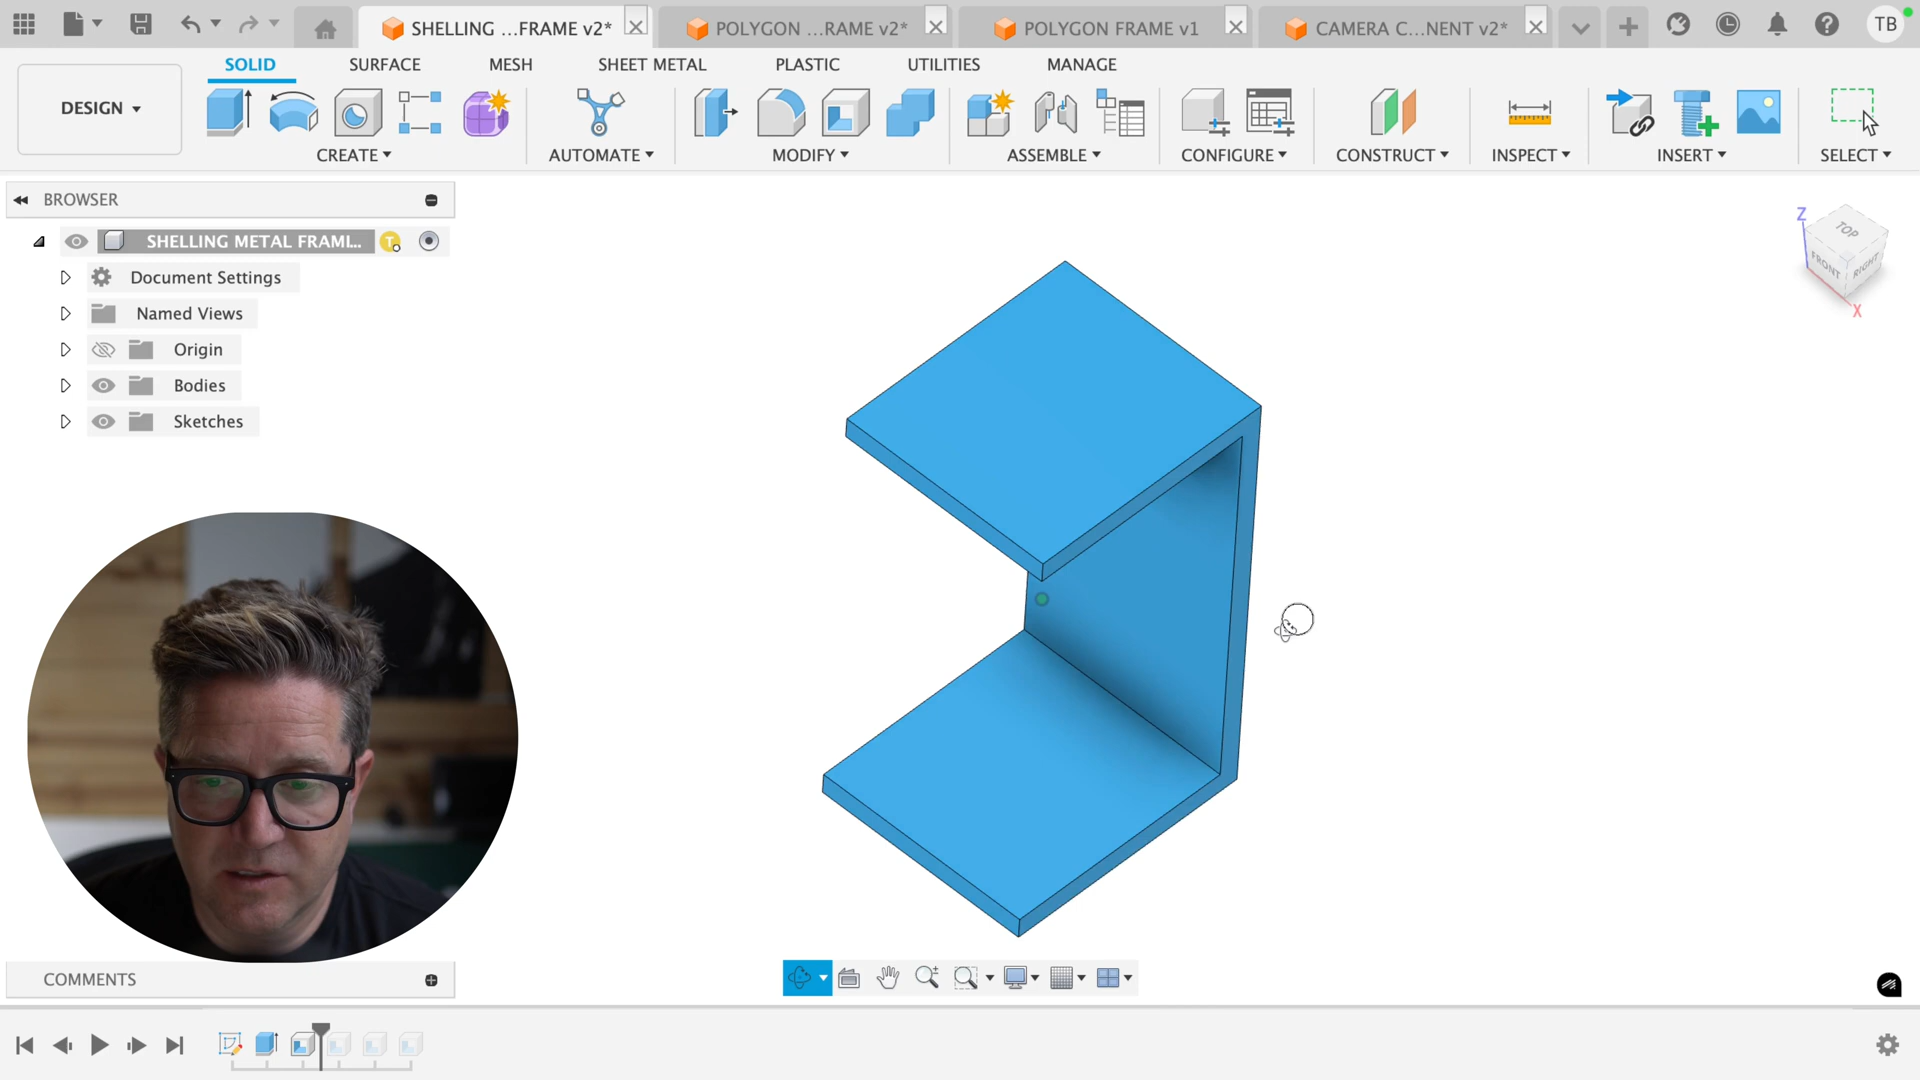 SHELLING ...FRAME v2*
POLYGON ...RAME v2*
POLYGON FRAME v1
CAMERA C...NENT v2*
TB
DESIGN
SOLID
SURFACE
MESH
SHEET METAL
PLASTIC
UTILITIES
MANAGE
CREATE
AUTOMATE
MODIFY
ASSEMBLE
CONFIGURE
CONSTRUCT
INSPECT
INSERT
SELECT
BROWSER
SHELLING METAL FRAMI...
Document Settings
Named Views
Origin
Bodies
Sketches
Z
TOP
FRONT
RIGHT
X
COMMENTS